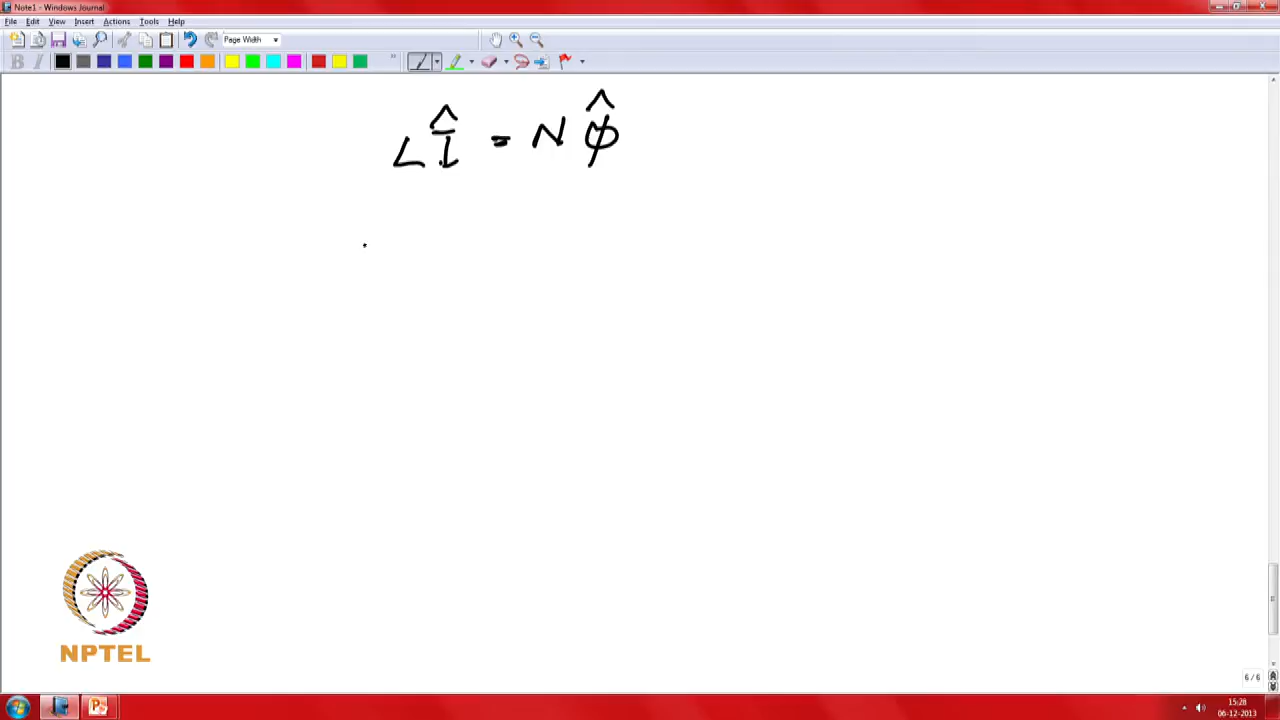 Note1 - Windows Journal
File Edit View Insert Actions Tools Help
Page Width
B I
L Î = N φ̂
NPTEL
6 / 6
15:28
06-12-2013